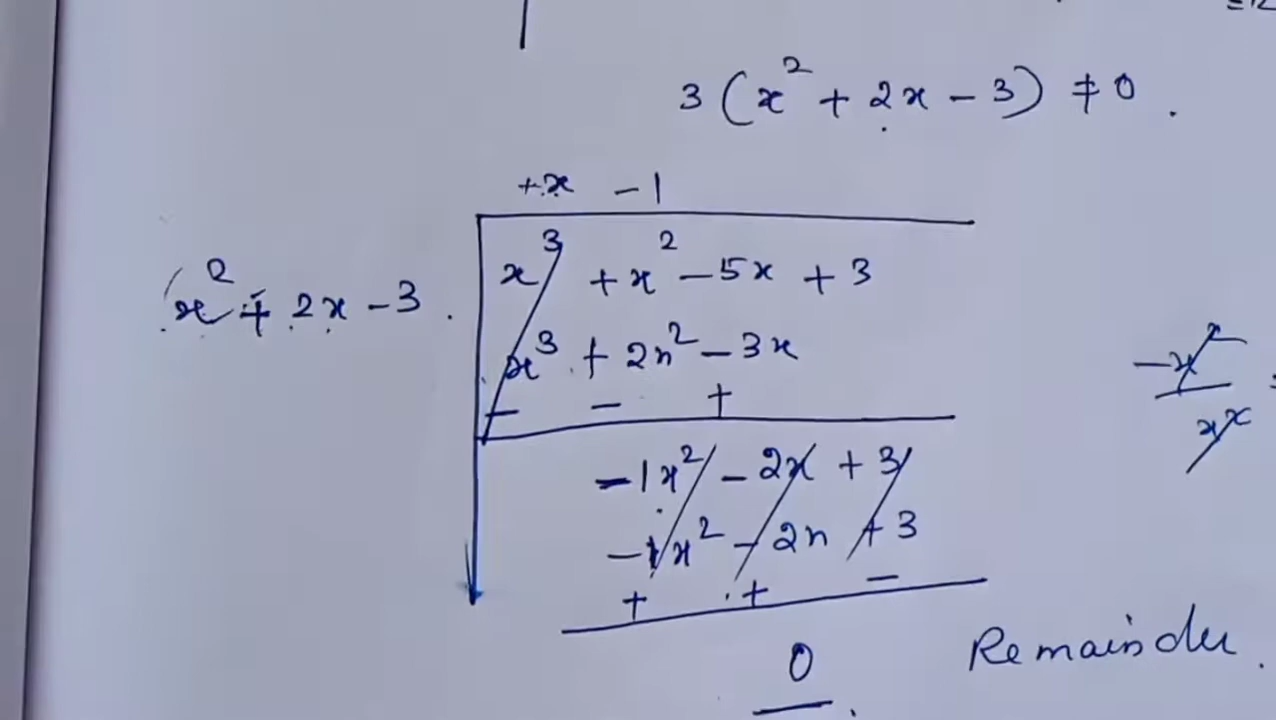 3 (x² + 2x - 3) ≠ 0 .
+x - 1
x² + 2x - 3 .
x³ + x² - 5x + 3
x³ + 2x² - 3x
- - +
-1x² - 2x + 3
-1x² - 2x + 3
+ + -
0 Remainder .